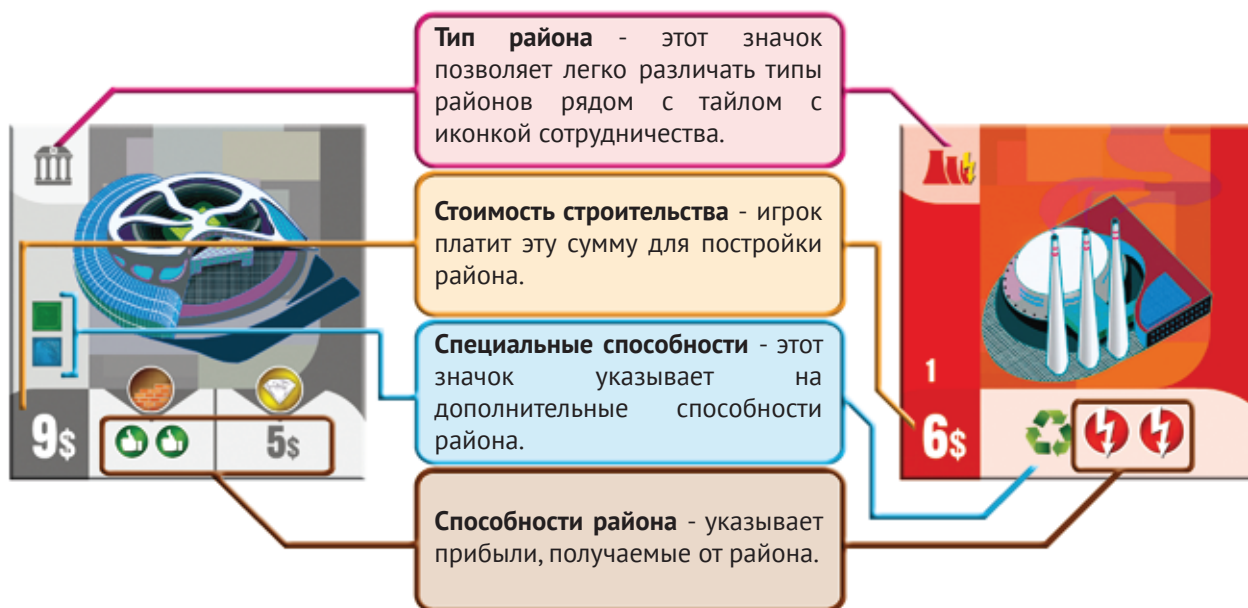 Тип района - этот значок
позволяет легко различать типы
районов рядом с тайлом с
иконкой сотрудничества.
Стоимость строительства - игрок
платит эту сумму для постройки
района.
Специальные способности - этот
значок указывает на
дополнительные способности
района.
Способности района - указывает
прибыли, получаемые от района.
9$
5$
1
6$